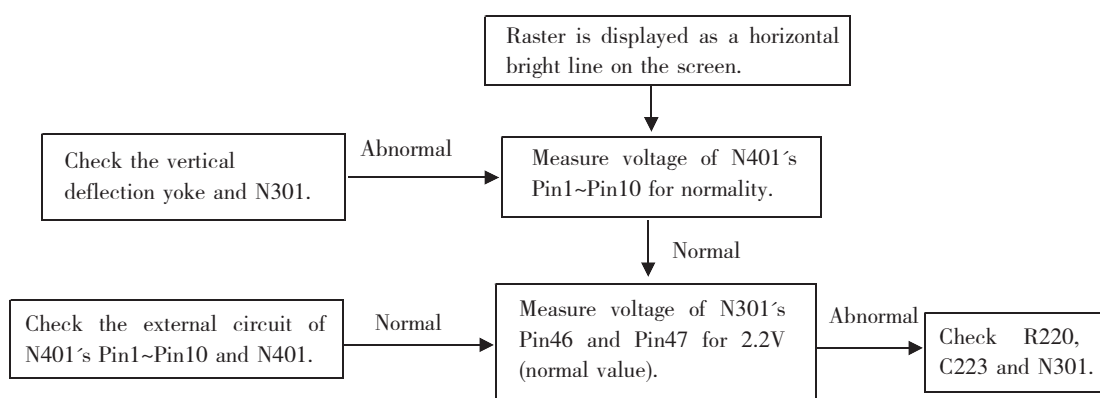 Raster is displayed as a horizontal
bright line on the screen.
Check the vertical
deflection yoke and N301.
Abnormal
Measure voltage of N401´s
Pin1~Pin10 for normality.
Normal
Check the external circuit of
N401´s Pin1~Pin10 and N401.
Normal
Measure voltage of N301´s
Pin46 and Pin47 for 2.2V
(normal value).
Abnormal
Check R220,
C223 and N301.